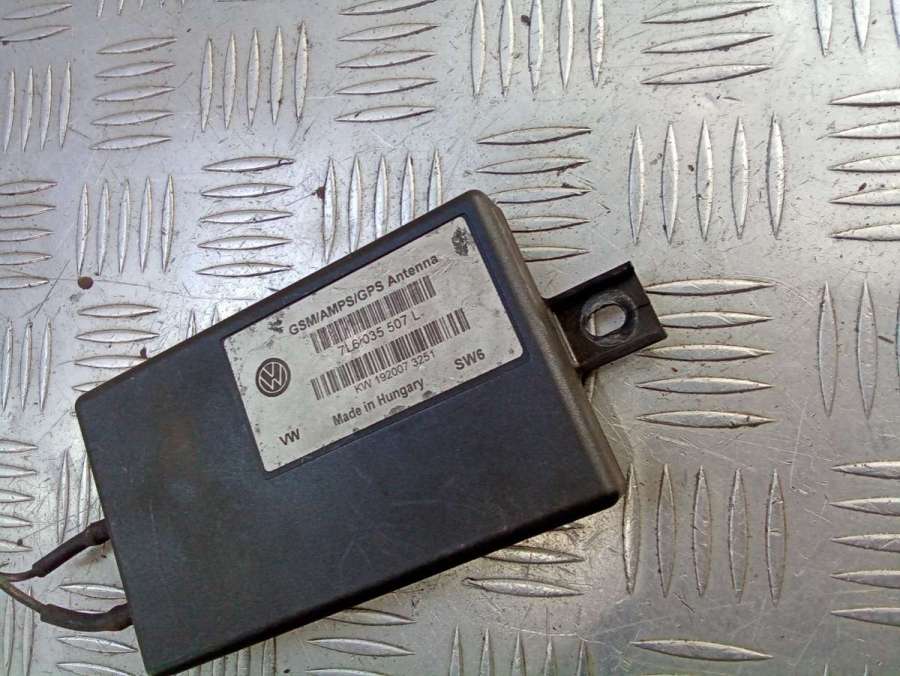 GSM/AMPS/GPS Antenna
7L6 035 507 L
KW 192007 3251
VW Made in Hungary SW6